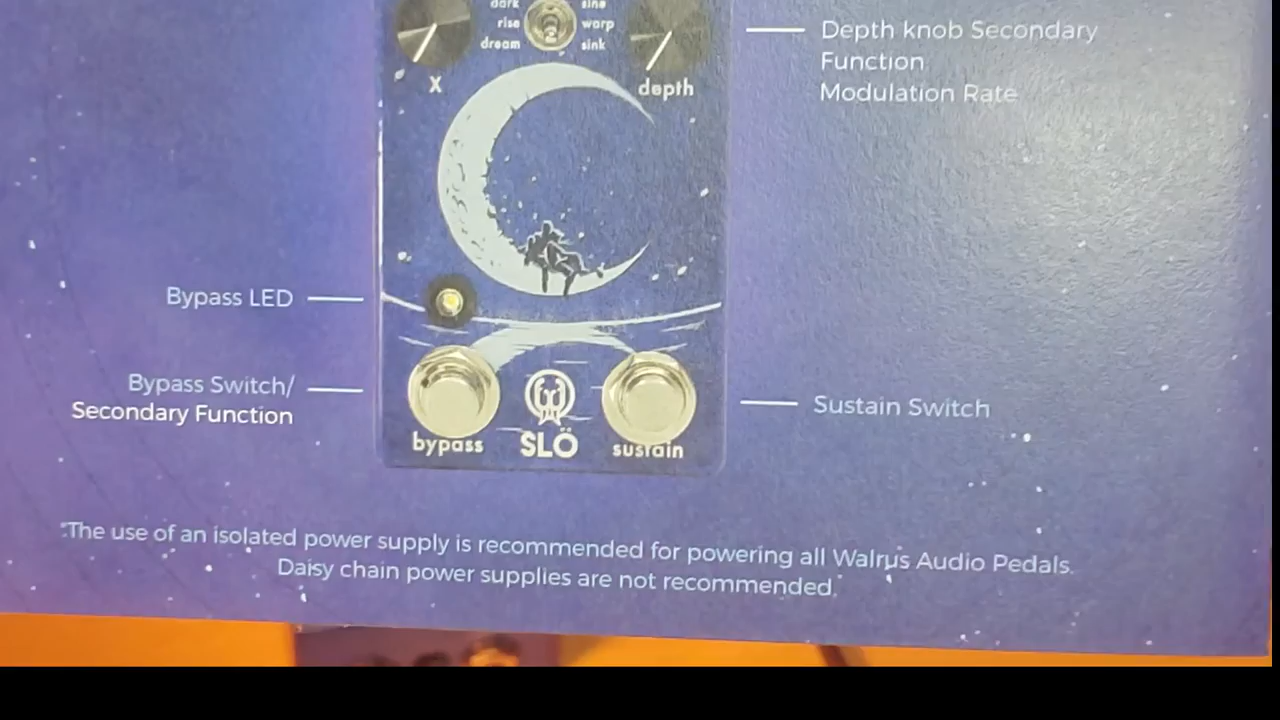 dark sine
rise warp
dream sink
X depth
Depth knob Secondary
Function
Modulation Rate
Bypass LED
Bypass Switch/
Secondary Function
Sustain Switch
bypass SLÖ sustain
*The use of an isolated power supply is recommended for powering all Walrus Audio Pedals.
Daisy chain power supplies are not recommended.